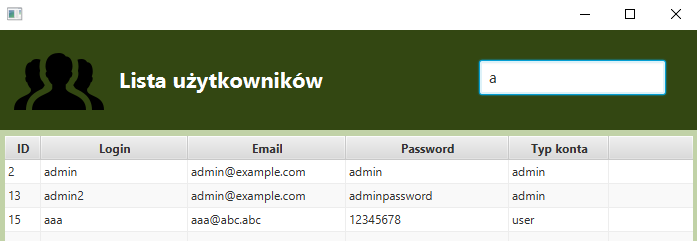 Lista użytkowników
a
ID Login Email Password Typ konta
2 admin admin@example.com admin admin
13 admin2 admin@example.com adminpassword admin
15 aaa aaa@abc.abc 12345678 user